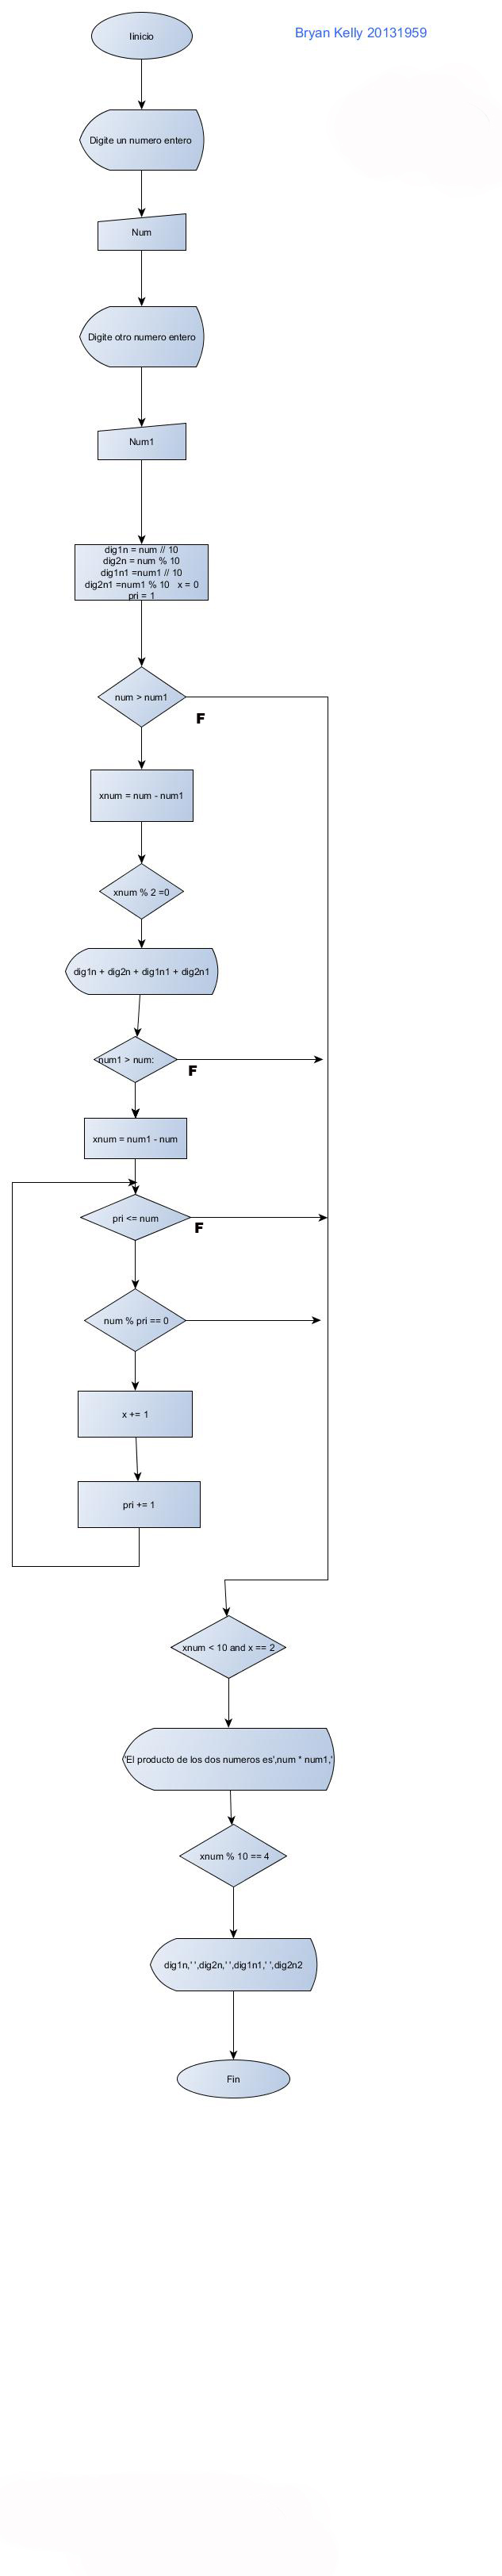 Iinicio
Bryan Kelly 20131959
Digite un numero entero
Num
Digite otro numero entero
Num1
dig1n = num // 10
dig2n = num % 10
dig1n1 =num1 // 10
dig2n1 =num1 % 10 x = 0
pri = 1
num > num1
F
xnum = num - num1
xnum % 2 =0
dig1n + dig2n + dig1n1 + dig2n1
num1 > num:
F
xnum = num1 - num
pri <= num
F
num % pri == 0
x += 1
pri += 1
xnum < 10 and x == 2
'El producto de los dos numeros es',num * num1,'
xnum % 10 == 4
dig1n,' ',dig2n,' ',dig1n1,' ',dig2n2
Fin